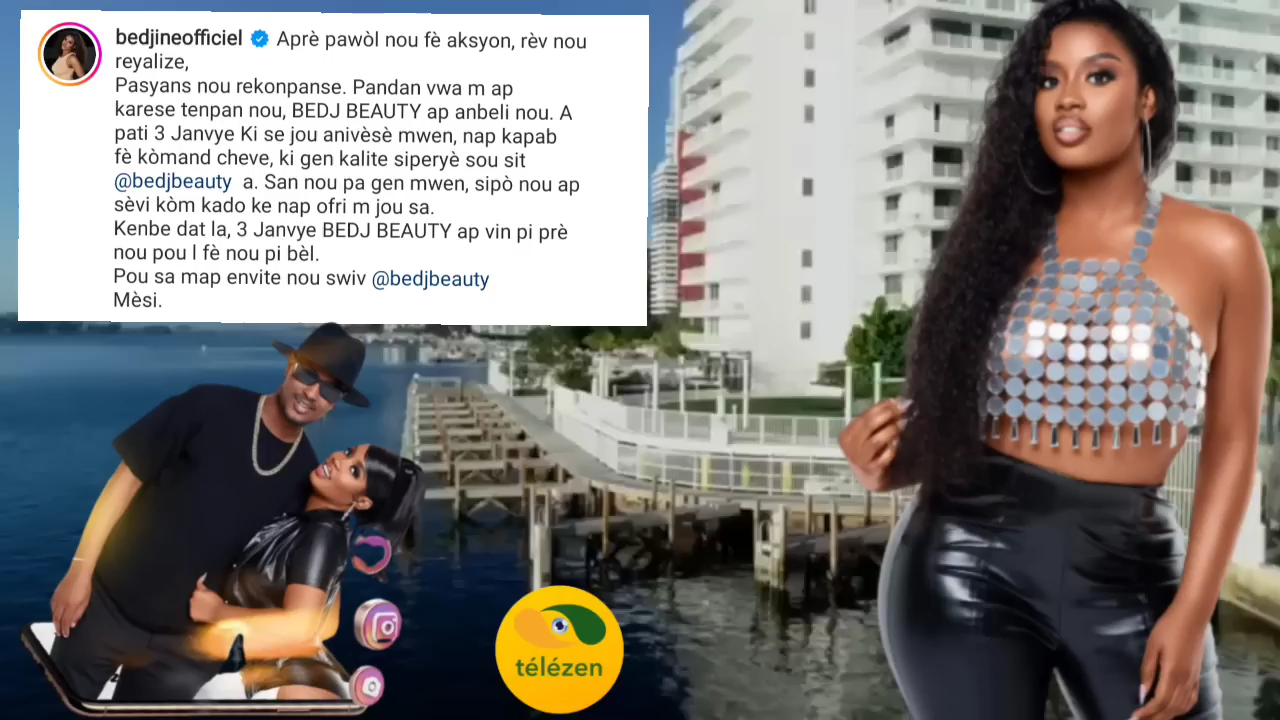 bedjineofficiel Aprè pawòl nou fè aksyon, rèv nou
reyalize,
Pasyans nou rekonpanse. Pandan vwa m ap
karese tenpan nou, BEDJ BEAUTY ap anbeli nou. A
pati 3 Janvye Ki se jou anivèsè mwen, nap kapab
fè kòmand cheve, ki gen kalite siperyè sou sit
@bedjbeauty a. San nou pa gen mwen, sipò nou ap
sèvi kòm kado ke nap ofri m jou sa.
Kenbe dat la, 3 Janvye BEDJ BEAUTY ap vin pi prè
nou pou l fè nou pi bèl.
Pou sa map envite nou swiv @bedjbeauty
Mèsi.
télézen